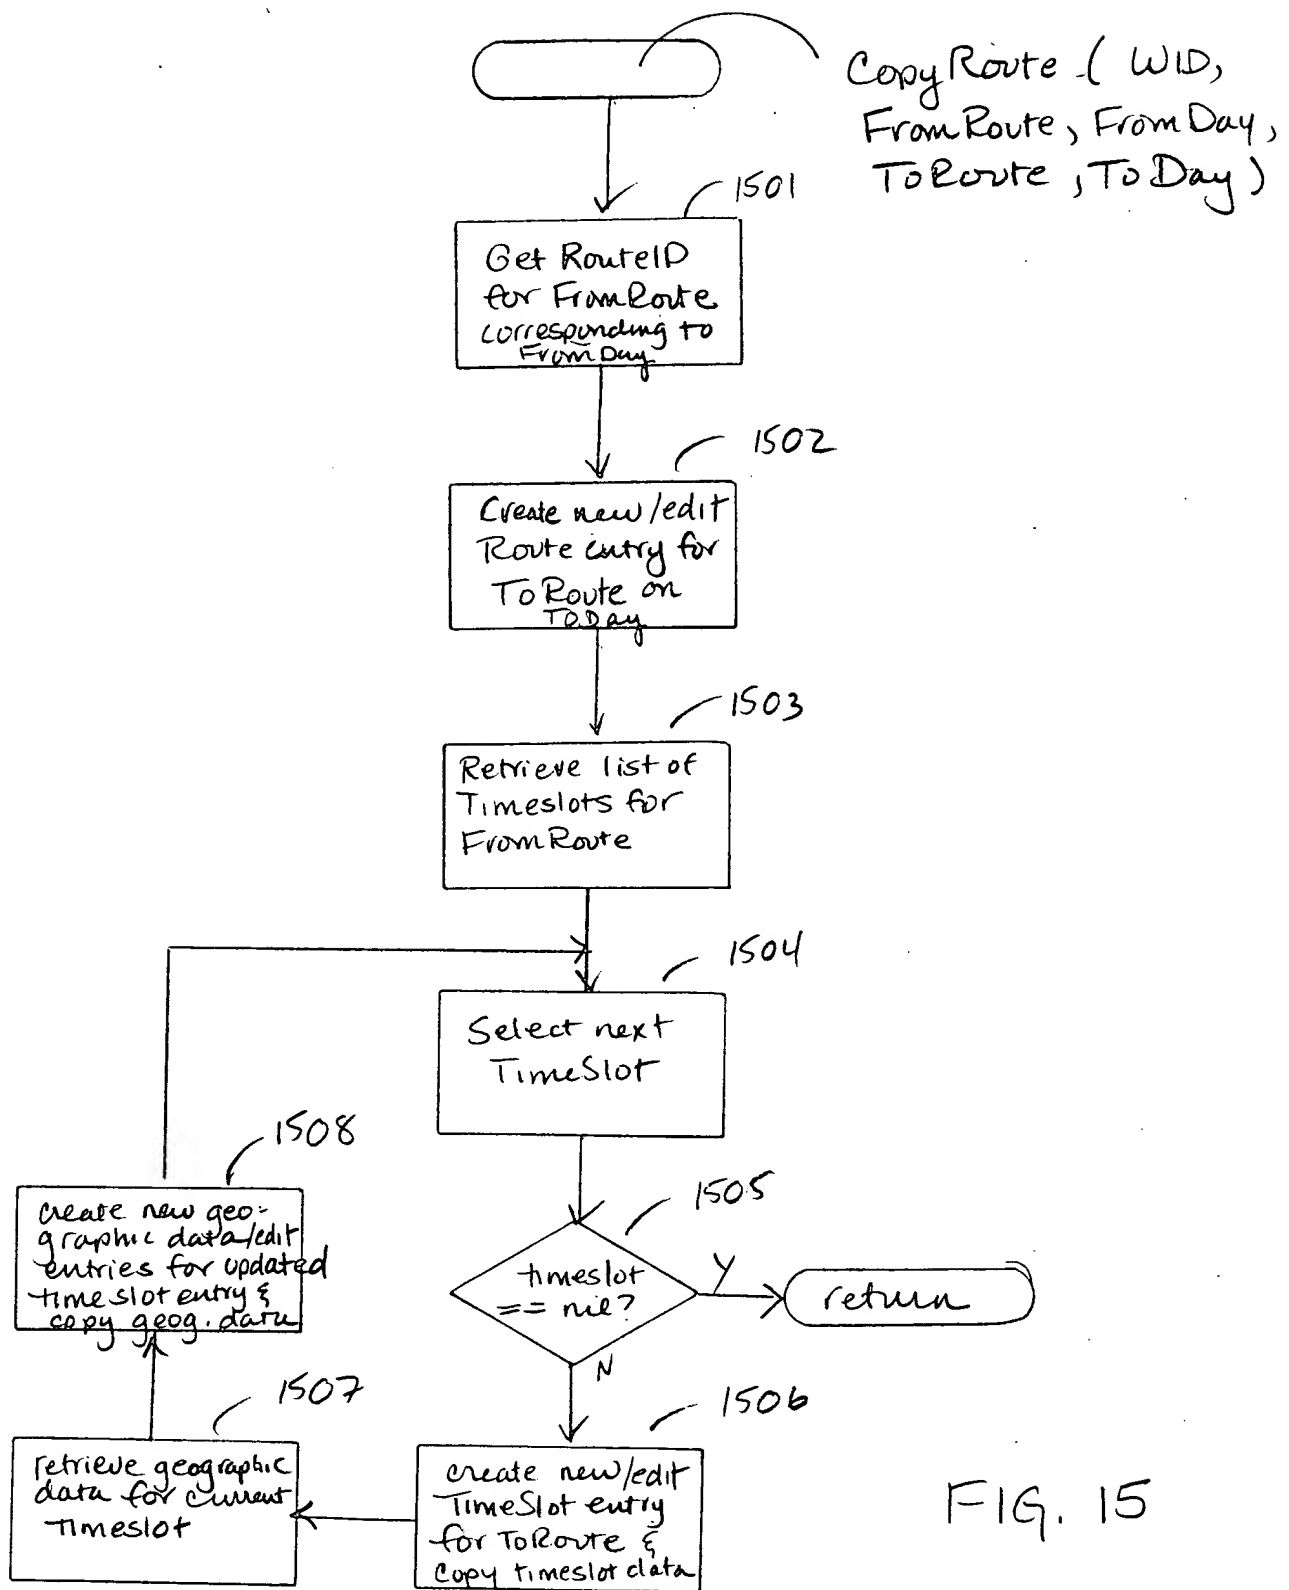 CopyRoute ( WID,
FromRoute, FromDay,
ToRoute, ToDay)
1501
Get RouteID
for FromRoute
corresponding to
FromDay
1502
Create new/edit
Route entry for
ToRoute on
ToDay
1503
Retrieve list of
Timeslots for
FromRoute
1504
Select next
TimeSlot
1505
timeslot
== nil?
Y
return
N
1506
create new/edit
TimeSlot entry
for ToRoute &
copy timeslot data
1507
retrieve geographic
data for current
timeslot
1508
create new geo-
graphic data/edit
entries for updated
timeslot entry &
copy geog. data
FIG. 15